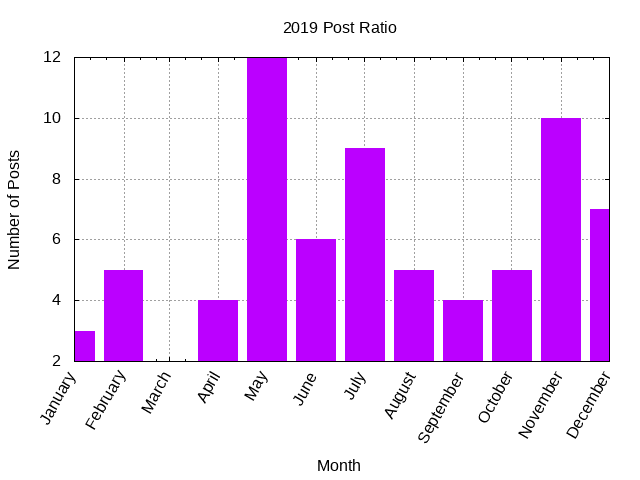 2019 Post Ratio
12
10
8
6
4
2
Number of Posts
January
February
March
April
May
June
July
August
September
October
November
December
Month